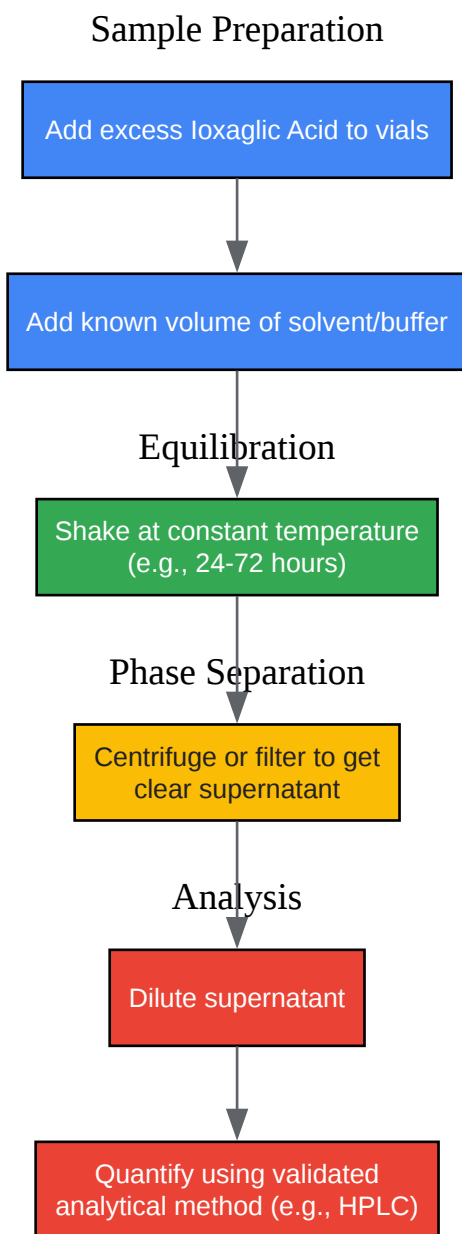 Sample Preparation
Add excess Ioxaglic Acid to vials
Add known volume of solvent/buffer
Equilibration
Shake at constant temperature
(e.g., 24-72 hours)
Phase Separation
Centrifuge or filter to get
clear supernatant
Analysis
Dilute supernatant
Quantify using validated
analytical method (e.g., HPLC)